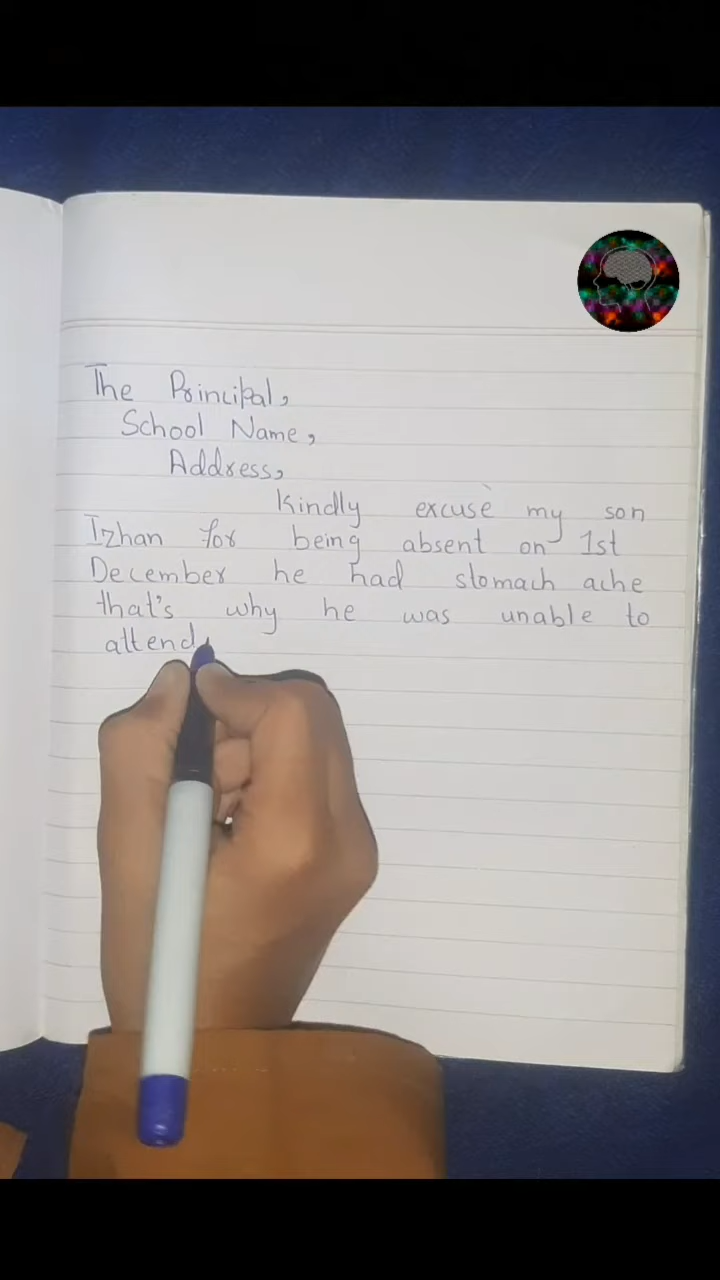 The Principal,
School Name,
Address,
Kindly excuse my son
Izhan for being absent on 1st
December he had stomach ache
that's why he was unable to
attend